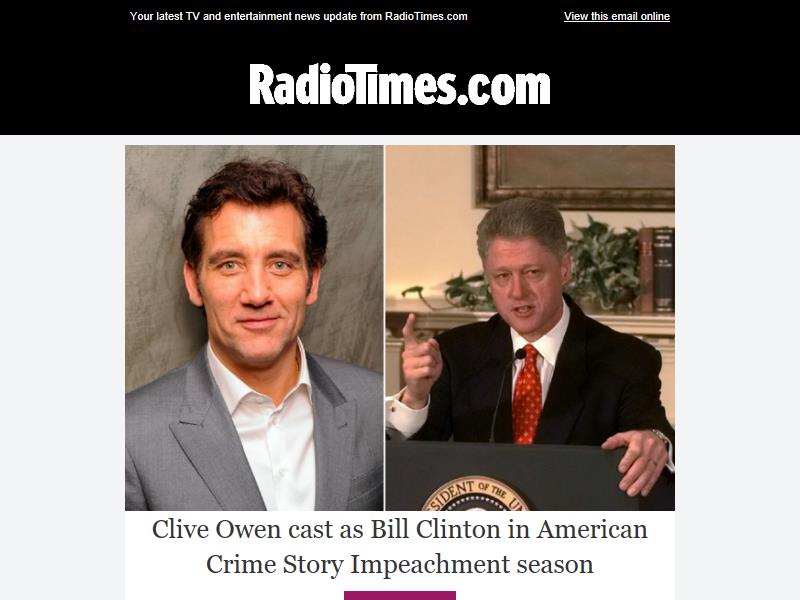 Your latest TV and entertainment news update from RadioTimes.com
View this email online
RadioTimes.com
SIDENT OF THE U
Clive Owen cast as Bill Clinton in American
Crime Story Impeachment season